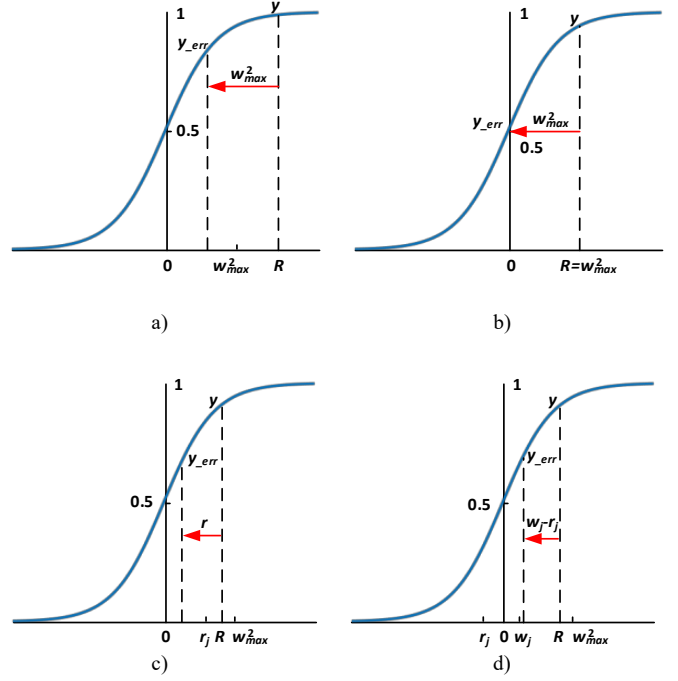 1
y
y_err
w²max
0.5
0 w²max R
a)
1
y
w²max
y_err
0.5
0 R=w²max
b)
1
y
y_err
0.5
r
0 rj R w²max
c)
1
y
y_err
0.5
wj-rj
rj 0 wj R w²max
d)